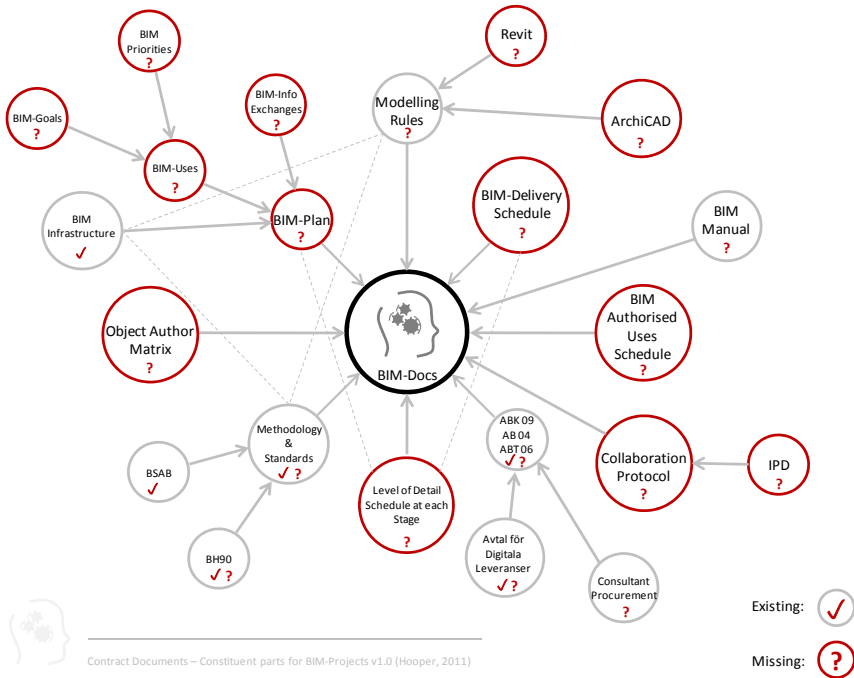 BIM
Priorities
?
Revit
?
BIM-Info
Exchanges
?
Modelling
Rules
?
BIM-Goals
?
ArchiCAD
?
BIM-Uses
?
BIM-Delivery
Schedule
?
BIM
Infrastructure
✓
BIM-Plan
?
BIM
Manual
?
Object Author
Matrix
?
BIM
Authorised
Uses
Schedule
?
BIM-Docs
Methodology
&
Standards
✓ ?
ABK 09
AB 04
ABT 06
✓ ?
Collaboration
Protocol
?
IPD
?
BSAB
✓
Level of Detail
Schedule at each
Stage
?
BH90
✓ ?
Avtal för
Digitala
Leveranser
✓ ?
Consultant
Procurement
?
Existing: ✓
Missing: ?
Contract Documents – Constituent parts for BIM-Projects v1.0 (Hooper, 2011)